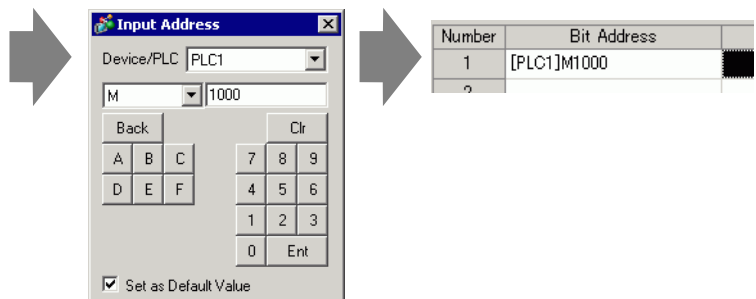 Input Address
Device/PLC PLC1
M 1000
Back Clr
A B C 7 8 9
D E F 4 5 6
1 2 3
0 Ent
Set as Default Value
Number Bit Address
1 [PLC1]M1000
2